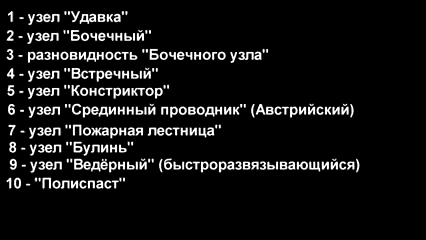 1 - узел "Удавка"
2 - узел "Бочечный"
3 - разновидность "Бочечного узла"
4 - узел "Встречный"
5 - узел "Констриктор"
6 - узел "Срединный проводник" (Австрийский)
7 - узел "Пожарная лестница"
8 - узел "Булинь"
9 - узел "Ведёрный" (быстроразвязывающийся)
10 - "Полиспаст"